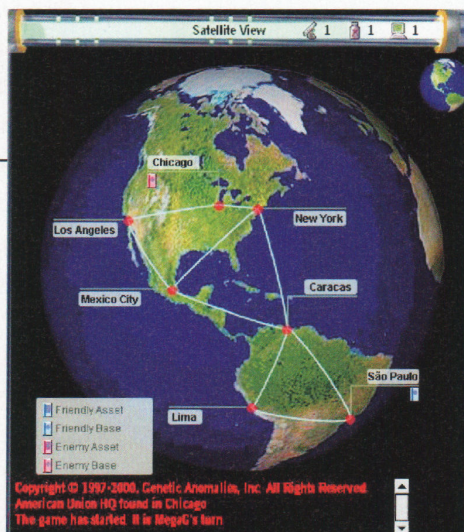 Satellite View 1 1 1
Chicago
Los Angeles
New York
Mexico City
Caracas
São Paulo
Lima
Friendly Asset
Friendly Base
Enemy Asset
Enemy Base
Copyright © 1997-2000, Genetic Anomalies, Inc. All Rights Reserved.
American Union HQ found in Chicago
The game has started. It is MegaG's turn